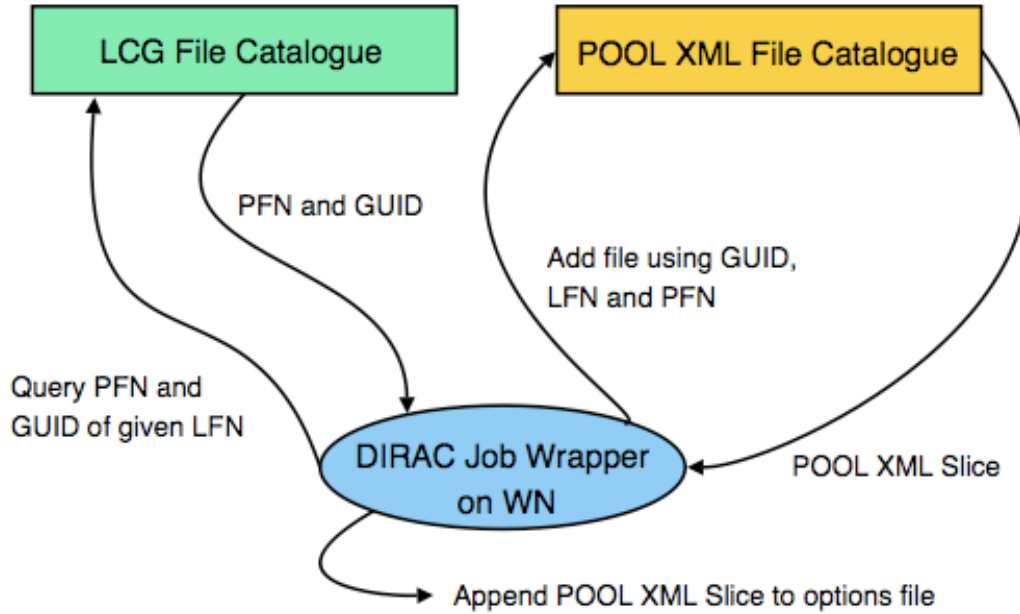 LCG File Catalogue
POOL XML File Catalogue
PFN and GUID
Add file using GUID,
LFN and PFN
Query PFN and
GUID of given LFN
DIRAC Job Wrapper
on WN
POOL XML Slice
Append POOL XML Slice to options file